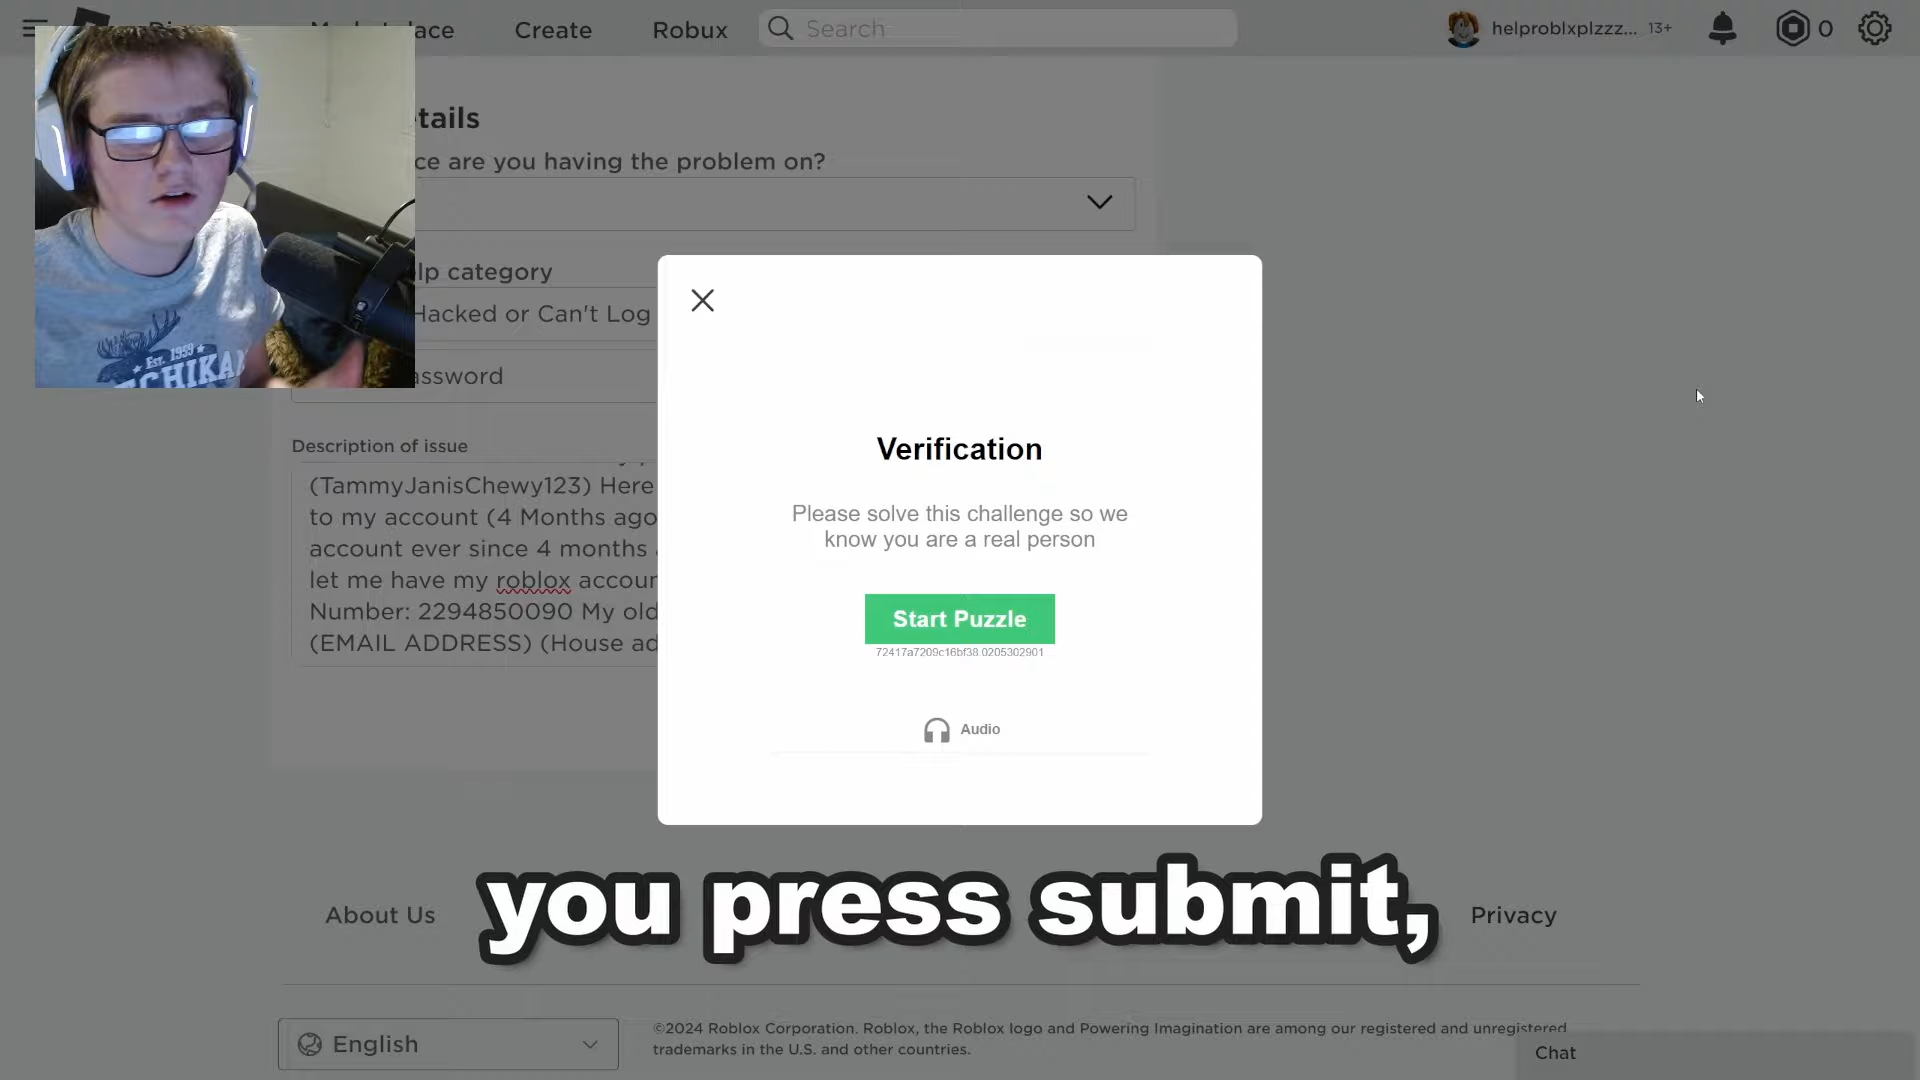 Create
Robux
Search
helproblxplzzz...
13+
0
etails
ce are you having the problem on?
lp category
Hacked or Can't Log
assword
Description of issue
(TammyJanisChewy123) Here
to my account (4 Months ago
account ever since 4 months
let me have my roblox accoun
Number: 2294850090 My old
(EMAIL ADDRESS) (House ad
Est. 1959
Verification
Please solve this challenge so we
know you are a real person
Start Puzzle
72417a7209c16bf38.0205302901
Audio
you press submit,
About Us
Privacy
English
©2024 Roblox Corporation. Roblox, the Roblox logo and Powering Imagination are among our registered and unregistered
trademarks in the U.S. and other countries.
Chat